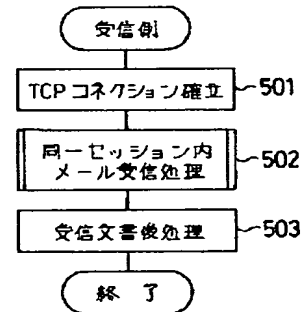 受信側
TCPコネクション確立
501
同一セッション内
メール受信処理
502
受信文書後処理
503
終了